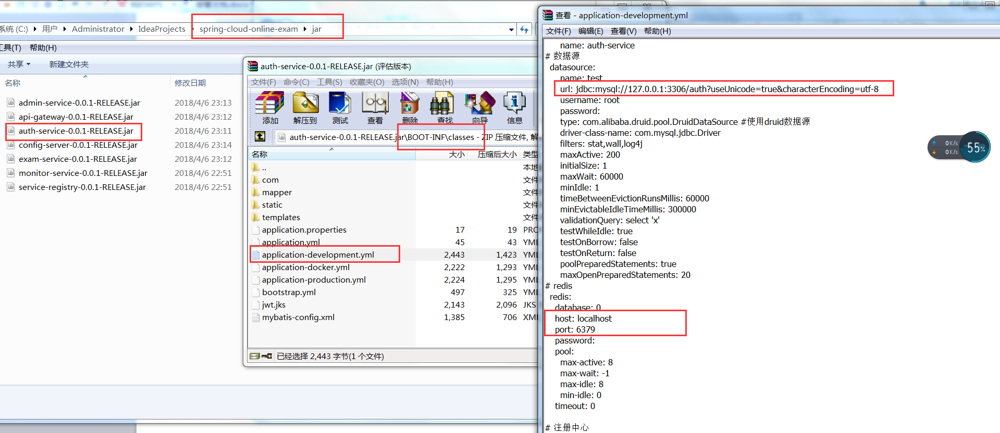 系统 (C:) 用户 Administrator IdeaProjects spring-cloud-online-exam jar
工具(T) 帮助(H)
共享 新建文件夹
名称 修改日期
admin-service-0.0.1-RELEASE.jar 2018/4/6 23:13
api-gateway-0.0.1-RELEASE.jar 2018/4/6 23:12
auth-service-0.0.1-RELEASE.jar 2018/4/6 23:11
config-server-0.0.1-RELEASE.jar 2018/4/6 23:14
exam-service-0.0.1-RELEASE.jar 2018/4/6 23:12
monitor-service-0.0.1-RELEASE.jar 2018/4/6 22:51
service-registry-0.0.1-RELEASE.jar 2018/4/6 22:51
auth-service-0.0.1-RELEASE.jar (评估版本)
文件(F) 命令(C) 工具(S) 收藏夹(O) 选项(N) 帮助(H)
添加 解压到 测试 查看 删除 查找 向导 信息
auth-service-0.0.1-RELEASE.jar\BOOT-INF\classes - ZIP 压缩文件, 解
名称 大小 压缩后大小 类型
.. 本地
com 文件
mapper 文件
static 文件
templates 文件
application.properties 17 19 PRO
application.yml 45 43 YML
application-development.yml 2,443 1,423 YML
application-docker.yml 2,222 1,293 YML
application-production.yml 2,224 1,295 YML
bootstrap.yml 497 325 YML
jwt.jks 2,143 2,096 JKS
mybatis-config.xml 1,385 706 XML
已经选择 2,443 字节(1 个文件)
查看 - application-development.yml
文件(F) 编辑(E) 查看(V) 帮助(H)
name: auth-service
# 数据源
datasource:
name: test
url: jdbc:mysql://127.0.0.1:3306/auth?useUnicode=true&characterEncoding=utf-8
username: root
password:
type: com.alibaba.druid.pool.DruidDataSource #使用druid数据源
driver-class-name: com.mysql.jdbc.Driver
filters: stat,wall,log4j
maxActive: 200
initialSize: 1
maxWait: 60000
minIdle: 1
timeBetweenEvictionRunsMillis: 60000
minEvictableIdleTimeMillis: 300000
validationQuery: select 'x'
testWhileIdle: true
testOnBorrow: false
testOnReturn: false
poolPreparedStatements: true
maxOpenPreparedStatements: 20
# redis
redis:
database: 0
host: localhost
port: 6379
password:
pool:
max-active: 8
max-wait: -1
max-idle: 8
min-idle: 0
timeout: 0
# 注册中心
0K/s
0K/s
55%